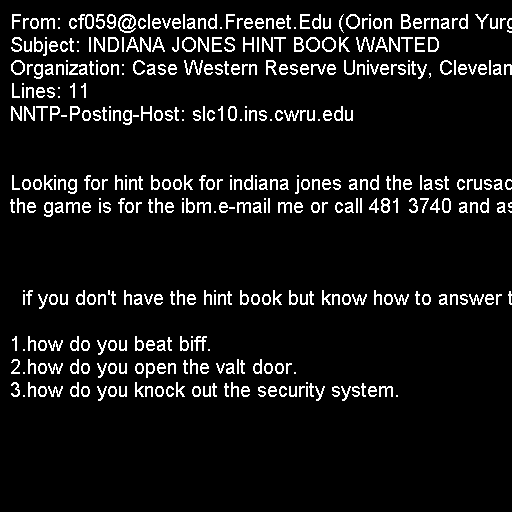 From: cf059@cleveland.Freenet.Edu (Orion Bernard
Subject: INDIANA JONES HINT BOOK WANTED
Organization: Case Western Reserve University,
Lines: 11
NNTP-Posting-Host: slc10.ins.cwru.edu
Looking for hint book for indiana jones and the last
the game is for the ibm.e-mail me or call 481 3740 and
if you don't have the hint book but know how to answer
1.how do you beat biff.
2.how do you open the valt door.
3.how do you knock out the security system.